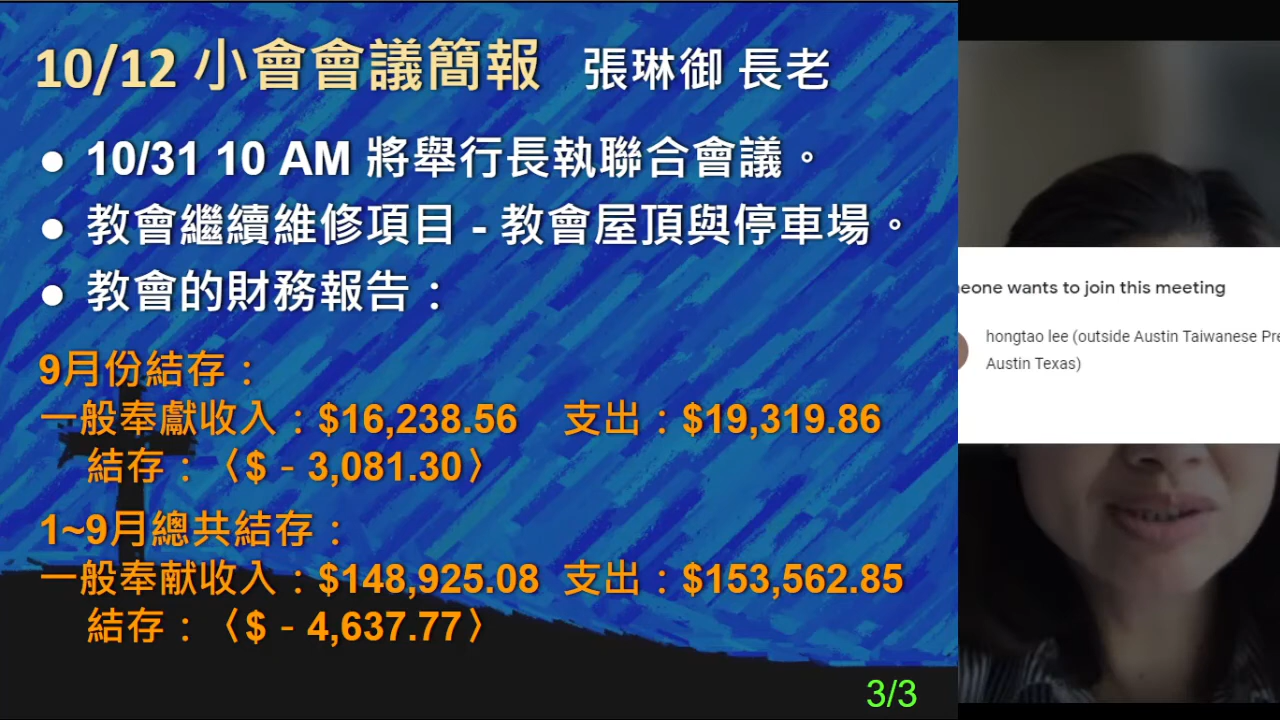 10/12 小會會議簡報 張琳御 長老
● 10/31 10 AM 將舉行長執聯合會議。
● 教會繼續維修項目 - 教會屋頂與停車場。
● 教會的財務報告：
9月份結存：
一般奉獻收入：$16,238.56 支出：$19,319.86
結存：〈$ - 3,081.30〉
1~9月總共結存：
一般奉献收入：$148,925.08 支出：$153,562.85
結存：〈$ - 4,637.77〉
3/3
eone wants to join this meeting
hongtao lee (outside Austin Taiwanese Pre
Austin Texas)